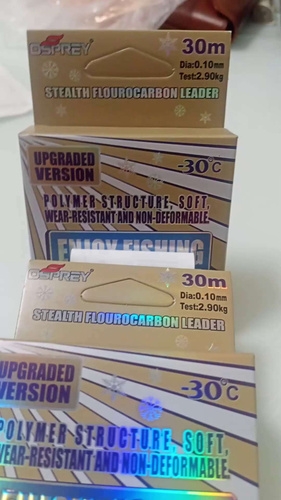 OSPREY
30m
Dia:0.10mm
Test:2.90kg
STEALTH FLOUROCARBON LEADER
UPGRADED
VERSION
-30°C
POLYMER STRUCTURE, SOFT,
WEAR-RESISTANT AND NON-DEFORMABLE.
ENJOY FISHING
OSPREY
30m
Dia:0.10mm
Test:2.90kg
STEALTH FLOUROCARBON LEADER
UPGRADED
VERSION
-30°C
POLYMER STRUCTURE, SOFT,
WEAR-RESISTANT AND NON-DEFORMABLE.